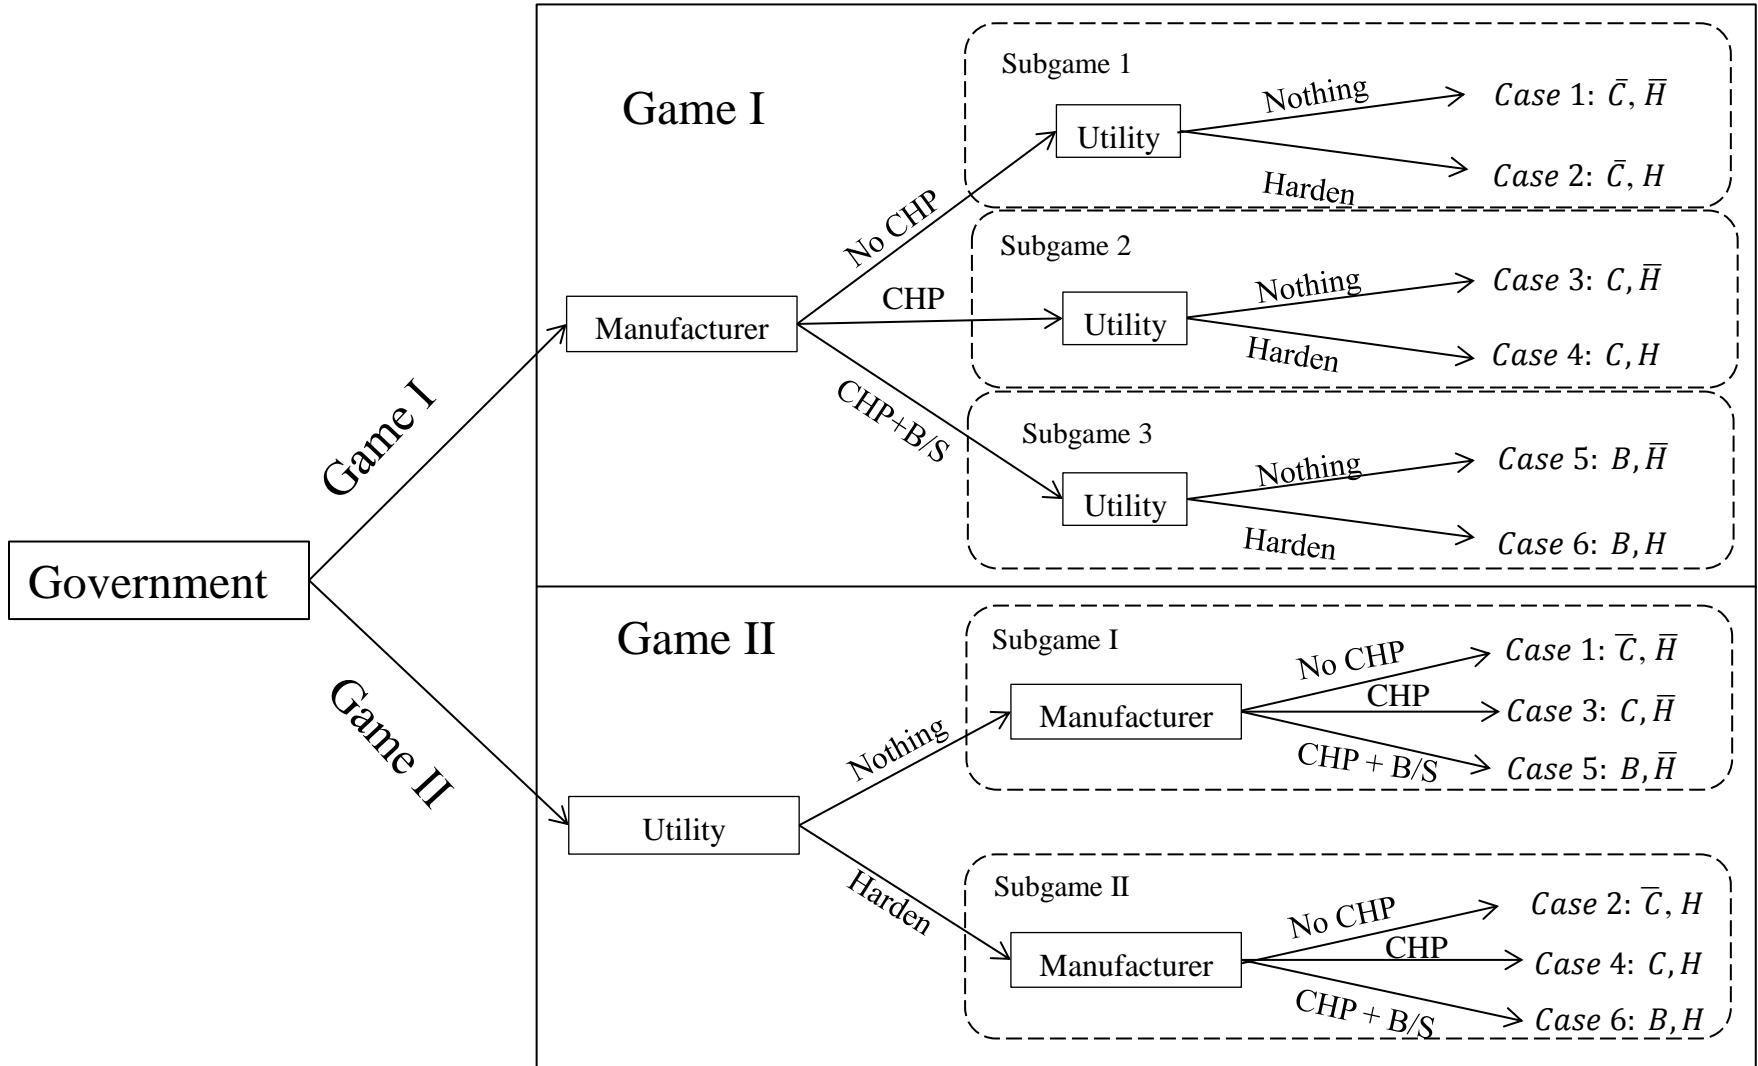 Government
Game I
Game II
Game I
Manufacturer
No CHP
CHP
CHP+B/S
Subgame 1
Utility
Nothing
Harden
Case 1: C̄, H̄
Case 2: C̄, H
Subgame 2
Utility
Nothing
Harden
Case 3: C, H̄
Case 4: C, H
Subgame 3
Utility
Nothing
Harden
Case 5: B, H̄
Case 6: B, H
Game II
Utility
Nothing
Harden
Subgame I
Manufacturer
No CHP
CHP
CHP + B/S
Case 1: C̄, H̄
Case 3: C, H̄
Case 5: B, H̄
Subgame II
Manufacturer
No CHP
CHP
CHP + B/S
Case 2: C̄, H
Case 4: C, H
Case 6: B, H